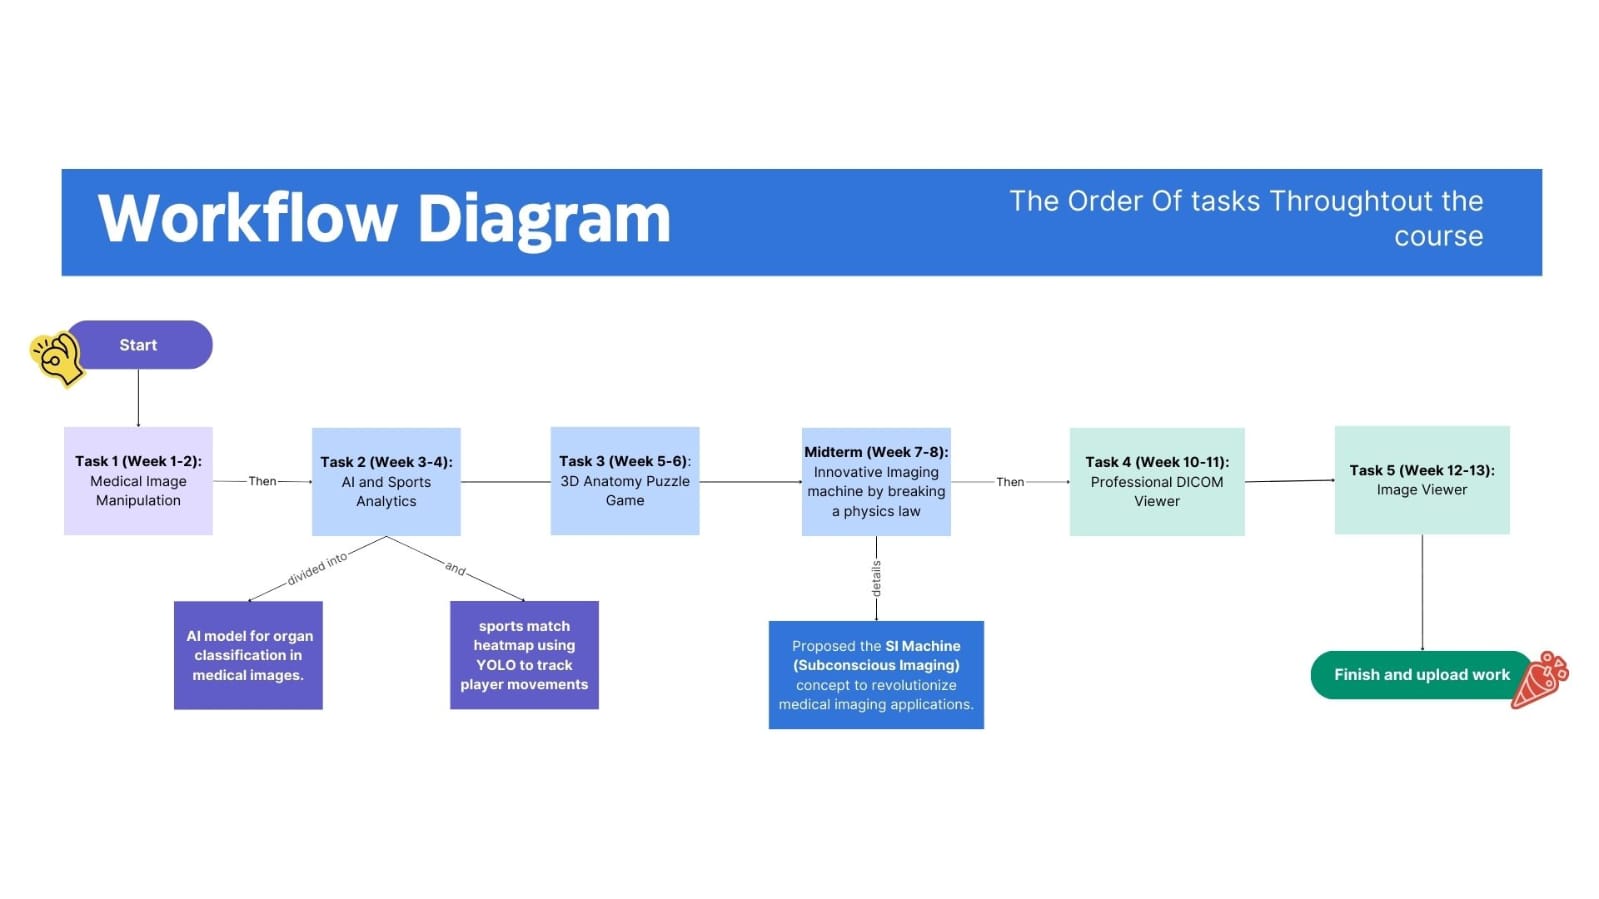 Workflow Diagram
The Order Of tasks Throughtout the
course
Start
Task 1 (Week 1-2):
Medical Image
Manipulation
Then
Task 2 (Week 3-4):
AI and Sports
Analytics
Task 3 (Week 5-6):
3D Anatomy Puzzle
Game
Midterm (Week 7-8):
Innovative Imaging
machine by breaking
a physics law
Then
Task 4 (Week 10-11):
Professional DICOM
Viewer
Task 5 (Week 12-13):
Image Viewer
divided into
and
details
AI model for organ
classification in
medical images.
sports match
heatmap using
YOLO to track
player movements
Proposed the SI Machine
(Subconscious Imaging)
concept to revolutionize
medical imaging applications.
Finish and upload work